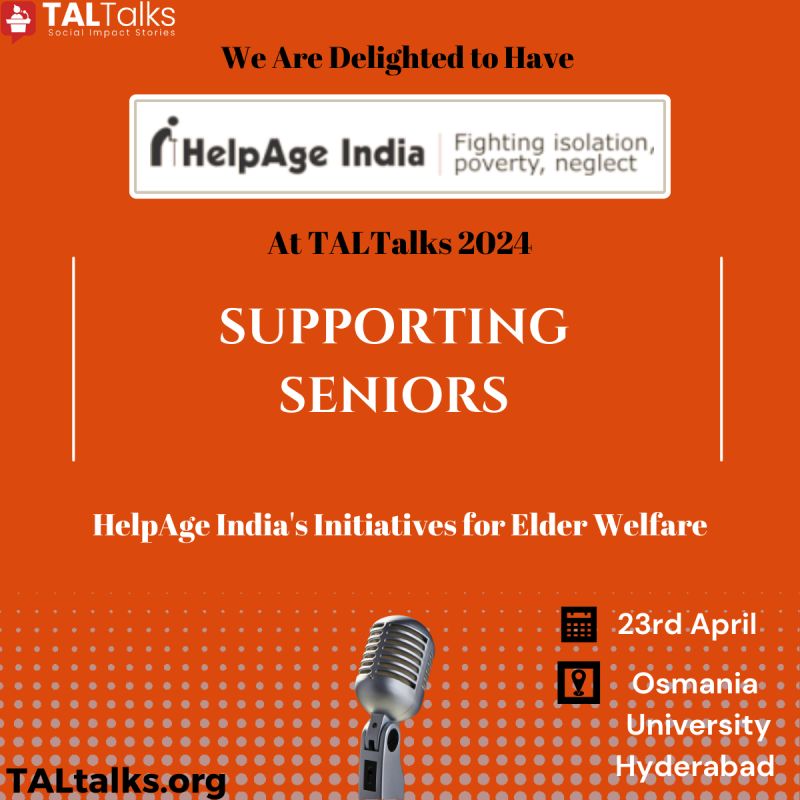 TALTalks
Social Impact Stories
We Are Delighted to Have
HelpAge India
Fighting isolation,
poverty, neglect
At TALTalks 2024
SUPPORTING
SENIORS
HelpAge India's Initiatives for Elder Welfare
23rd April
Osmania
University
Hyderabad
TALtalks.org